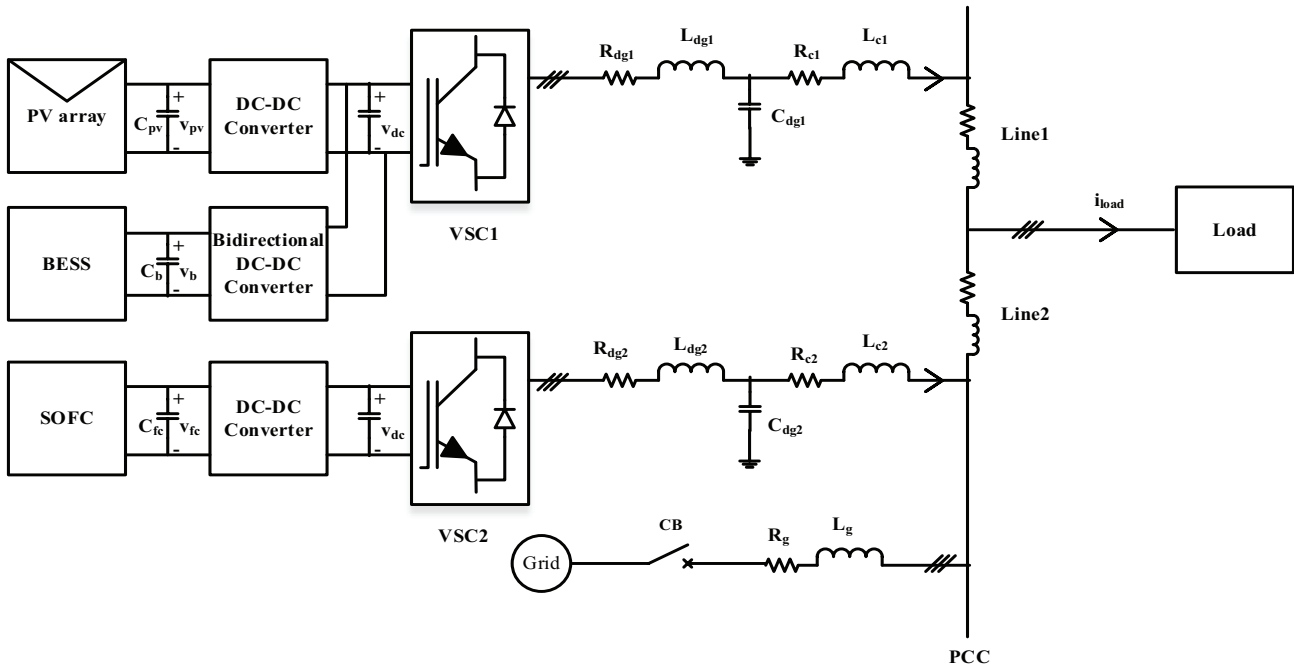 PV array
C_pv
+
v_pv
-
DC-DC
Converter
+
v_dc
-
VSC1
R_dg1
L_dg1
C_dg1
R_c1
L_c1
Line1
BESS
C_b
+
v_b
-
Bidirectional
DC-DC
Converter
i_load
Load
Line2
SOFC
C_fc
+
v_fc
-
DC-DC
Converter
+
v_dc
-
VSC2
R_dg2
L_dg2
C_dg2
R_c2
L_c2
Grid
CB
R_g
L_g
PCC